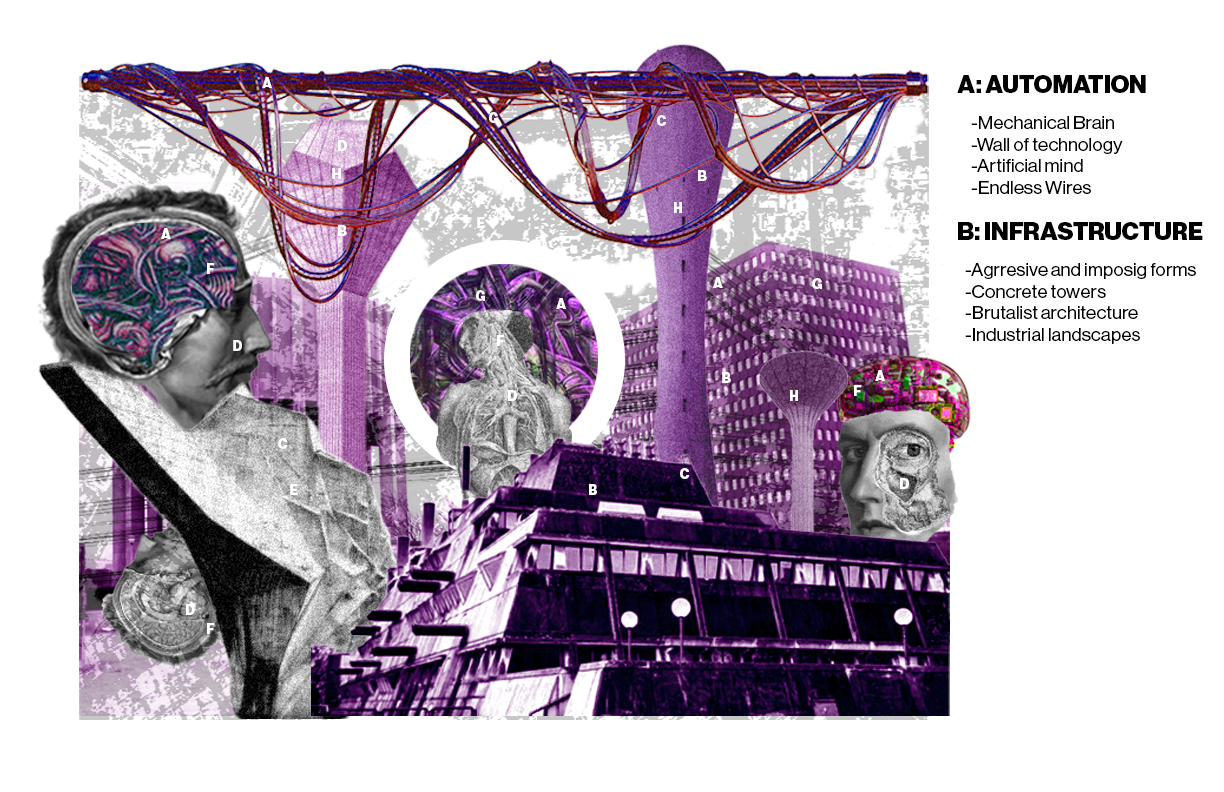 A: AUTOMATION
-Mechanical Brain
-Wall of technology
-Artificial mind
-Endless Wires
B: INFRASTRUCTURE
-Agrresive and imposig forms
-Concrete towers
-Brutalist architecture
-Industrial landscapes
A
G
C
D
H
B
B
H
E
B
A
F
A
G
G
A
F
D
F
B
H
A
F
D
C
E
C
B
D
D
F